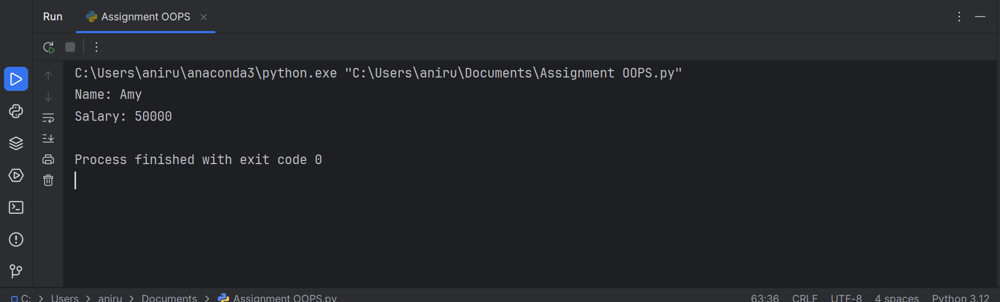 Run Assignment OOPS
C:\Users\aniru\anaconda3\python.exe "C:\Users\aniru\Documents\Assignment OOPS.py"
Name: Amy
Salary: 50000
Process finished with exit code 0
C: > Users > aniru > Documents > Assignment OOPS.py 63:36 CRLF UTF-8 4 spaces Python 3.12